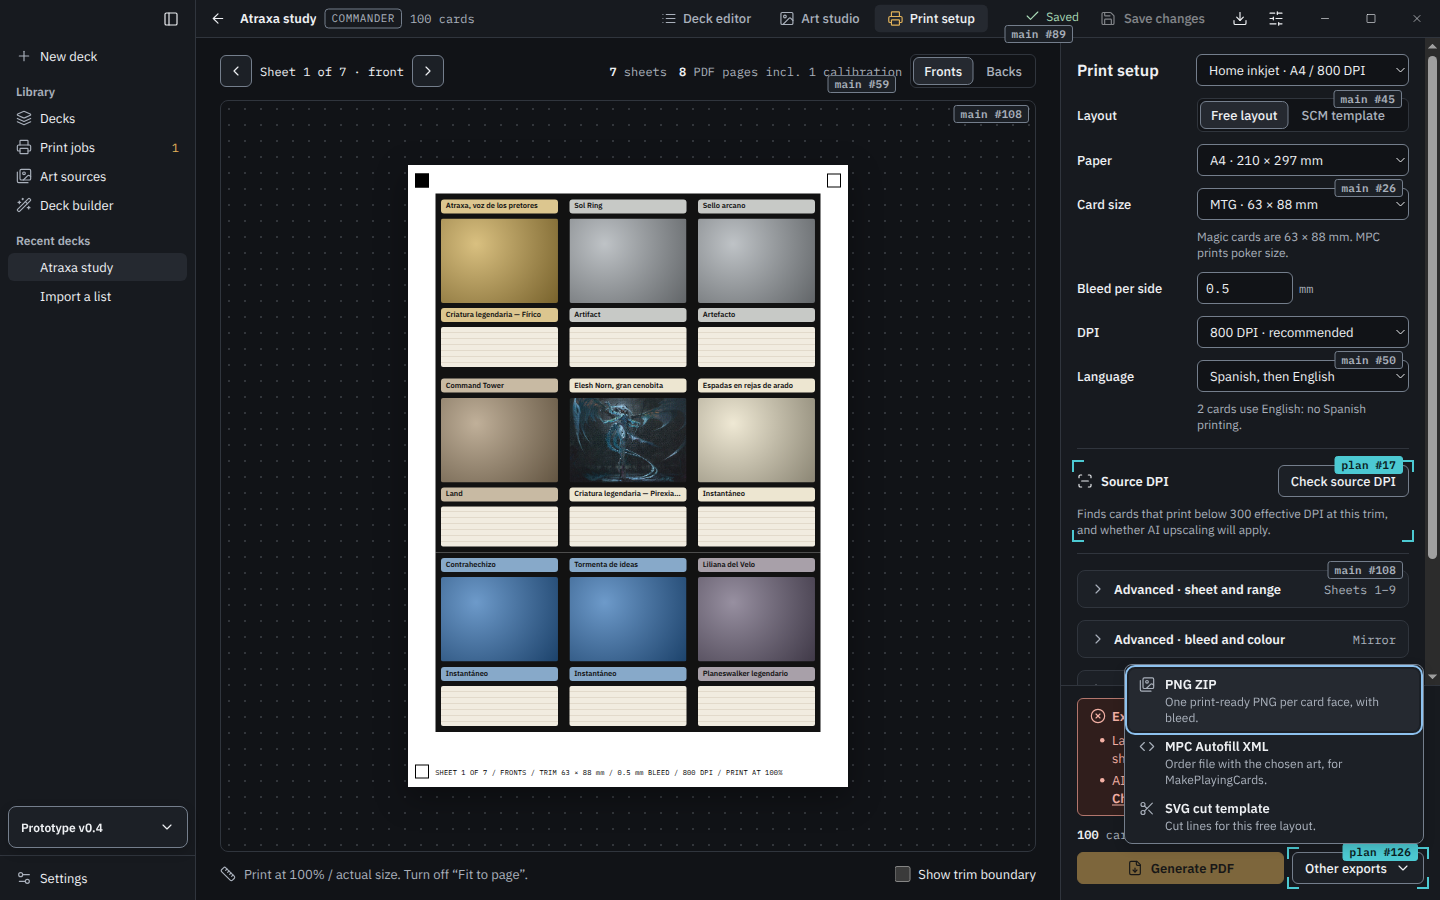 Atraxa study COMMANDER 100 cards
Deck editor
Art studio
Print setup
Saved
Save changes
main #89
New deck
Library
Decks
Print jobs 1
Art sources
Deck builder
Recent decks
Atraxa study
Import a list
Prototype v0.4
Settings
Sheet 1 of 7 · front
7 sheets 8 PDF pages incl. 1 calibration
main #59
Fronts
Backs
main #108
Atraxa, voz de los pretores
Sol Ring
Sello arcano
Criatura legendaria — Fírico
Artifact
Artefacto
Command Tower
Elesh Norn, gran cenobita
Espadas en rejas de arado
Land
Criatura legendaria — Pirexia...
Instantáneo
Contrahechizo
Tormenta de ideas
Liliana del Velo
Instantáneo
Instantáneo
Planeswalker legendario
SHEET 1 OF 7 / FRONTS / TRIM 63 × 88 mm / 0.5 mm BLEED / 800 DPI / PRINT AT 100%
Print at 100% / actual size. Turn off “Fit to page”.
Show trim boundary
Print setup
Home inkjet · A4 / 800 DPI
main #45
Layout
Free layout
SCM template
Paper
A4 · 210 × 297 mm
main #26
Card size
MTG · 63 × 88 mm
Magic cards are 63 × 88 mm. MPC
prints poker size.
Bleed per side
0.5 mm
DPI
800 DPI · recommended
main #50
Language
Spanish, then English
2 cards use English: no Spanish
printing.
plan #17
Source DPI
Check source DPI
Finds cards that print below 300 effective DPI at this trim,
and whether AI upscaling will apply.
main #108
Advanced · sheet and range Sheets 1–9
Advanced · bleed and colour Mirror
PNG ZIP
One print-ready PNG per card face, with
bleed.
MPC Autofill XML
Order file with the chosen art, for
MakePlayingCards.
SVG cut template
Cut lines for this free layout.
100
plan #126
Generate PDF
Other exports